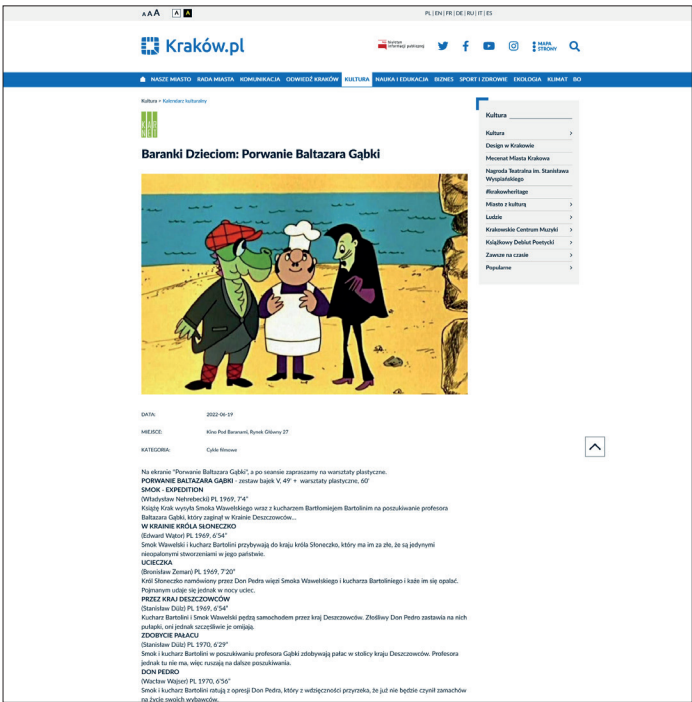 A A A A A
PL | EN | FR | DE | RU | IT | ES
Kraków.pl
biuletyn
informacji publicznej
MAPA
STRONY
NASZE MIASTO RADA MIASTA KOMUNIKACJA ODWIEDŹ KRAKÓW KULTURA NAUKA I EDUKACJA BIZNES SPORT I ZDROWIE EKOLOGIA KLIMAT BO
Kultura » Kalendarz kulturalny
Baranki Dzieciom: Porwanie Baltazara Gąbki
Kultura
Kultura
Design w Krakowie
Mecenat Miasta Krakowa
Nagroda Teatralna im. Stanisława
Wyspiańskiego
#krakowheritage
Miasto z kulturą
Ludzie
Krakowskie Centrum Muzyki
Książkowy Debiut Poetycki
Zawsze na czasie
Popularne
DATA: 2022-06-19
MIEJSCE: Kino Pod Baranami, Rynek Główny 27
KATEGORIA: Cykle filmowe
Na ekranie "Porwanie Baltazara Gąbki", a po seansie zapraszamy na warsztaty plastyczne.
PORWANIE BALTAZARA GĄBKI - zestaw bajek V, 49' + warsztaty plastyczne, 60'
SMOK - EXPEDITION
(Władysław Nehrebecki) PL 1969, 7'4"
Książę Krak wysyła Smoka Wawelskiego wraz z kucharzem Bartłomiejem Bartolinim na poszukiwanie profesora
Baltazara Gąbki, który zaginął w Krainie Deszczowców...
W KRAINIE KRÓLA SŁONECZKO
(Edward Wątor) PL 1969, 6'54"
Smok Wawelski i kucharz Bartolini przybywają do kraju króla Słoneczko, który ma im za złe, że są jedynymi
nieopalonymi stworzeniami w jego państwie.
UCIECZKA
(Bronisław Zeman) PL 1969, 7'20"
Król Słoneczko namówiony przez Don Pedra więzi Smoka Wawelskiego i kucharza Bartoliniego i każe im się opalać.
Pojmanym udaje się jednak w nocy uciec.
PRZEZ KRAJ DESZCZOWCÓW
(Stanisław Dülz) PL 1969, 6'54"
Kucharz Bartolini i Smok Wawelski pędzą samochodem przez kraj Deszczowców. Złośliwy Don Pedro zastawia na nich
pułapki, oni jednak szczęśliwie je omijają.
ZDOBYCIE PAŁACU
(Stanisław Dülz) PL 1970, 6'29"
Smok i kucharz Bartolini w poszukiwaniu profesora Gąbki zdobywają pałac w stolicy kraju Deszczowców. Profesora
jednak tu nie ma, więc ruszają na dalsze poszukiwania.
DON PEDRO
(Wacław Wajser) PL 1970, 6'56"
Smok i kucharz Bartolini ratują z opresji Don Pedra, który z wdzięczności przyrzeka, że już nie będzie czynił zamachów
na życie swoich wybawców.